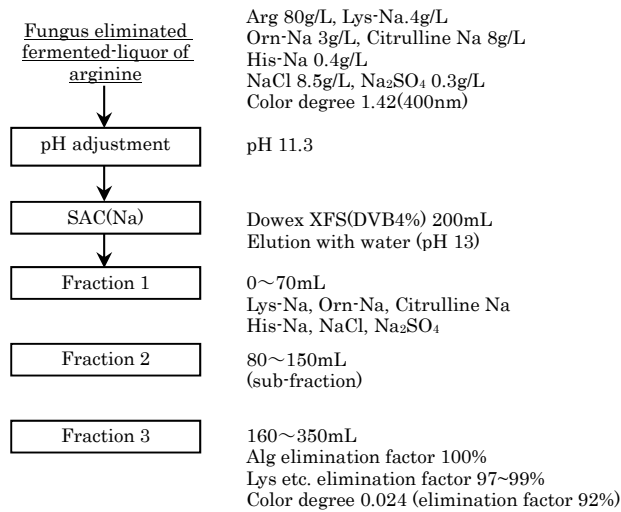 Fungus eliminated
fermented-liquor of
arginine
Arg 80g/L, Lys-Na.4g/L
Orn-Na 3g/L, Citrulline Na 8g/L
His-Na 0.4g/L
NaCl 8.5g/L, Na₂SO₄ 0.3g/L
Color degree 1.42(400nm)
pH adjustment
pH 11.3
SAC(Na)
Dowex XFS(DVB4%) 200mL
Elution with water (pH 13)
Fraction 1
0～70mL
Lys-Na, Orn-Na, Citrulline Na
His-Na, NaCl, Na₂SO₄
Fraction 2
80～150mL
(sub-fraction)
Fraction 3
160～350mL
Alg elimination factor 100%
Lys etc. elimination factor 97~99%
Color degree 0.024 (elimination factor 92%)